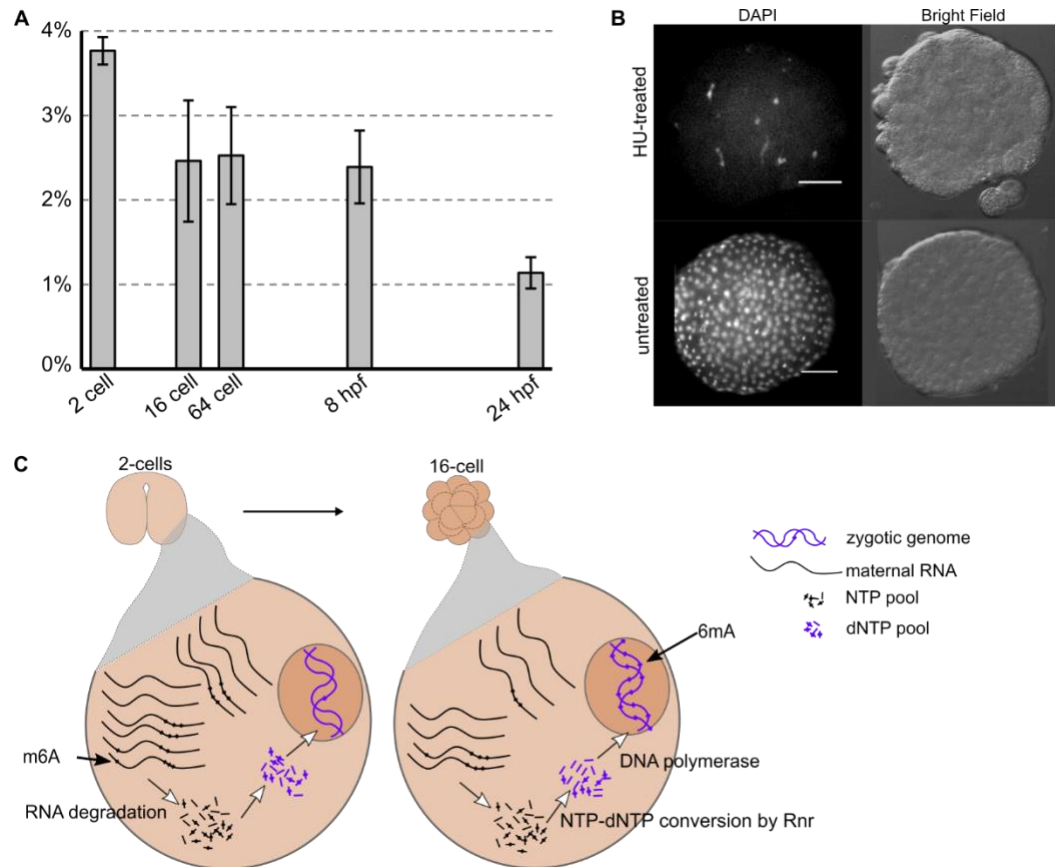 A
4%
3%
2%
1%
0%
2 cell
16 cell
64 cell
8 hpf
24 hpf
B
DAPI
Bright Field
HU-treated
untreated
C
2-cells
16-cell
zygotic genome
maternal RNA
NTP pool
dNTP pool
6mA
m6A
RNA degradation
DNA polymerase
NTP-dNTP conversion by Rnr